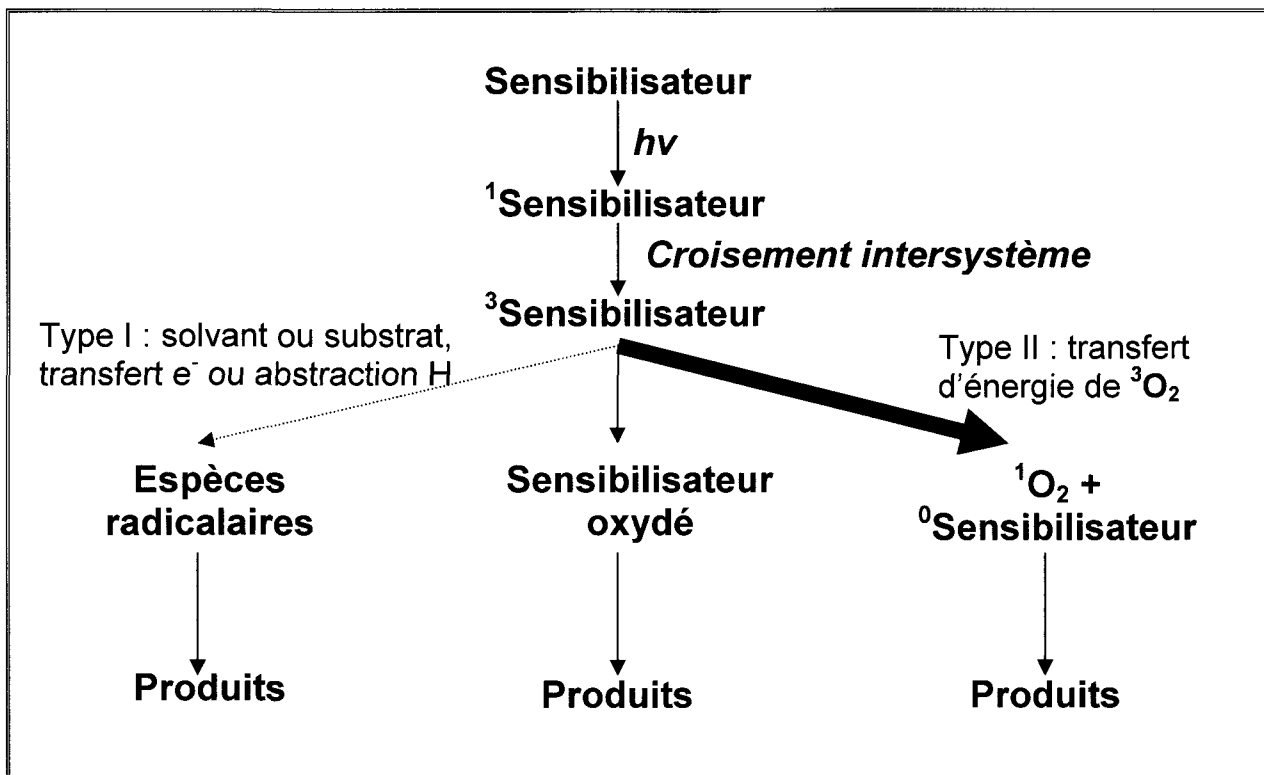 Sensibilisateur
hν
¹Sensibilisateur
Croisement intersystème
³Sensibilisateur
Type I : solvant ou substrat,
transfert e⁻ ou abstraction H
Type II : transfert
d'énergie de ³O₂
Espèces
radicalaires
Sensibilisateur
oxydé
¹O₂ +
⁰Sensibilisateur
Produits
Produits
Produits